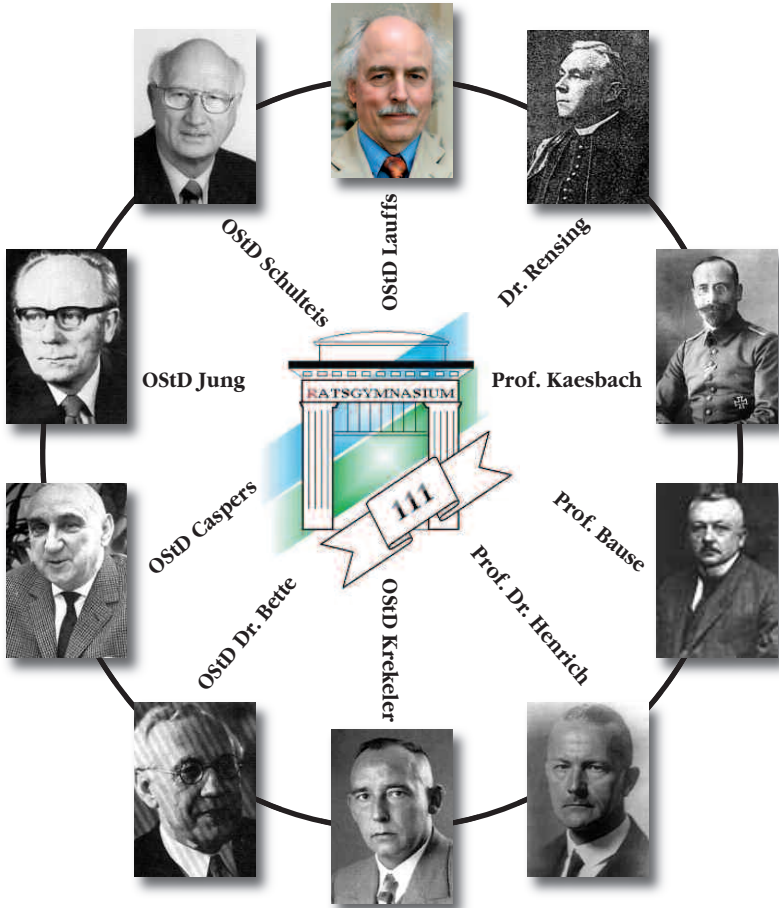 OStD Lauffs
Dr. Rensing
Prof. Kaesbach
Prof. Bause
Prof. Dr. Henrich
OStD Krekeler
OStD Dr. Bette
OStD Caspers
OStD Jung
OStD Schulteis
RATSGYMNASIUM
111